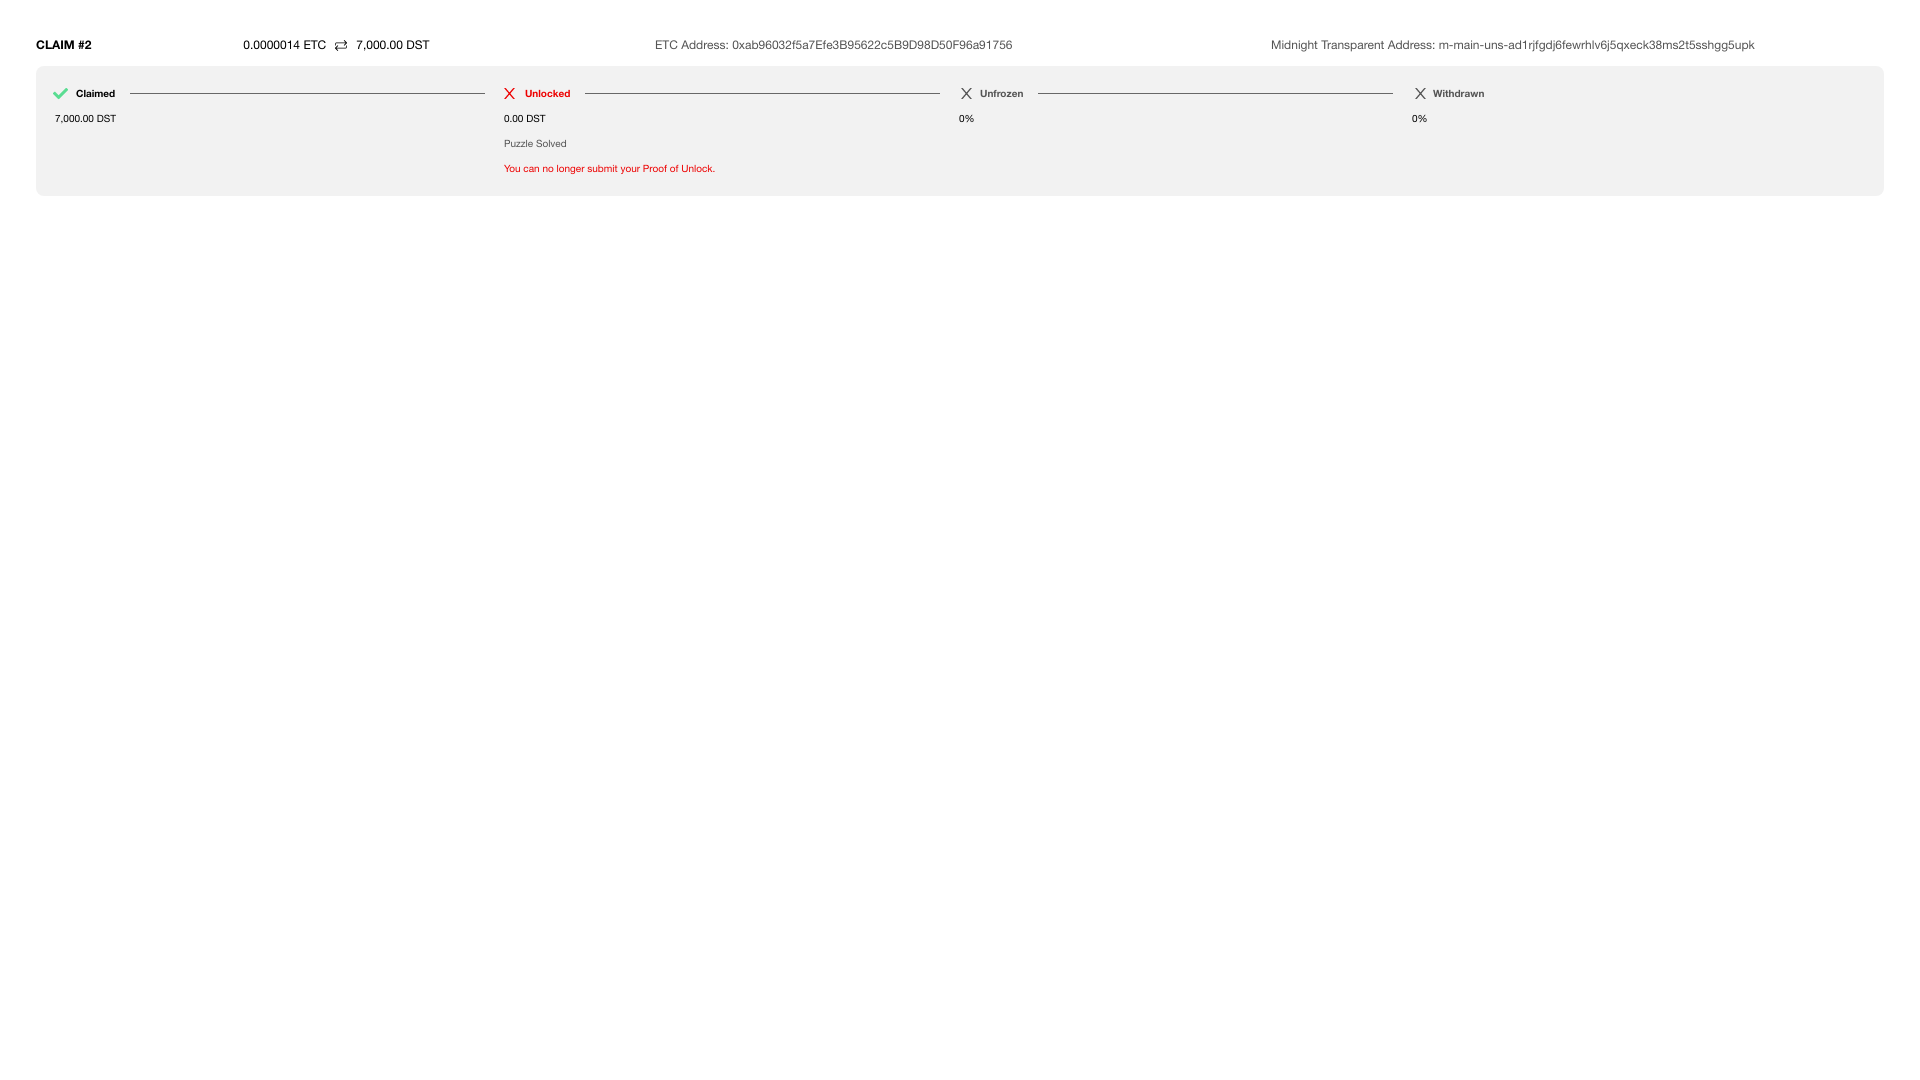 CLAIM #2 0.0000014 ETC 7,000.00 DST ETC Address: 0xab96032f5a7Efe3B95622c5B9D98D50F96a91756 Midnight Transparent Address: m-main-uns-ad1rjfgdj6fewrhlv6j5qxeck38ms2t5sshgg5upk
Claimed Unlocked Unfrozen Withdrawn
7,000.00 DST 0.00 DST 0% 0%
Puzzle Solved
You can no longer submit your Proof of Unlock.